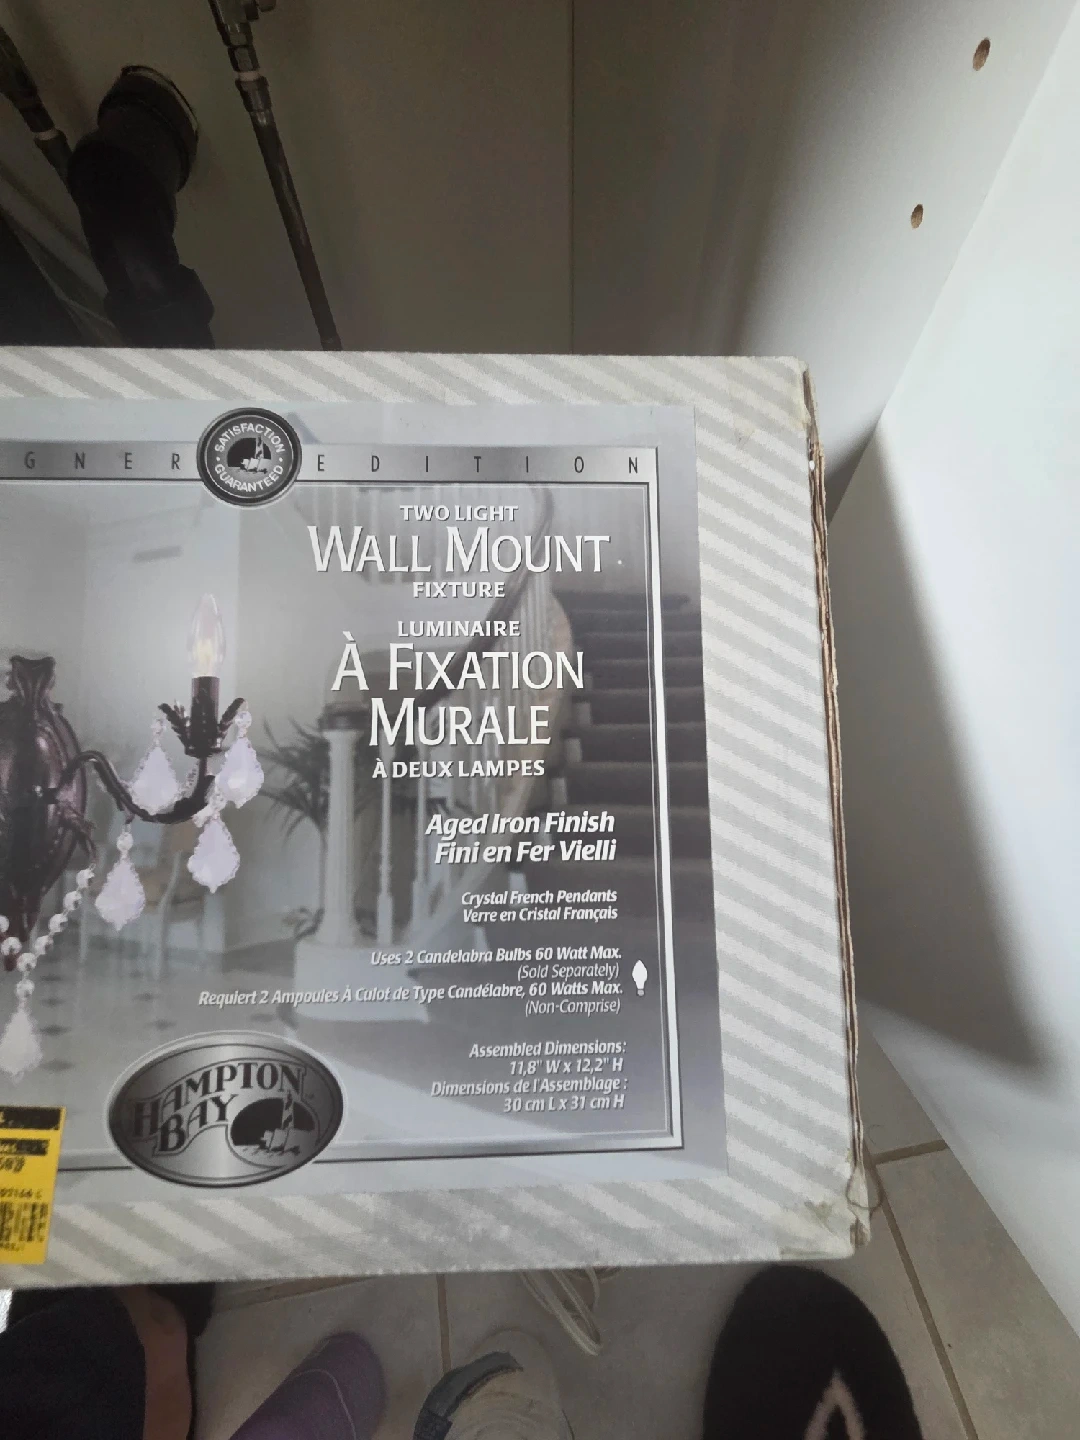 GNER EDITION
SATISFACTION
GUARANTEED
TWO LIGHT
WALL MOUNT
FIXTURE
LUMINAIRE
À FIXATION
MURALE
À DEUX LAMPES
Aged Iron Finish
Fini en Fer Vielli
Crystal French Pendants
Verre en Cristal Français
Uses 2 Candelabra Bulbs 60 Watt Max.
(Sold Separately)
Requiert 2 Ampoules À Culot de Type Candélabre, 60 Watts Max.
(Non-Comprise)
Assembled Dimensions:
11,8" W x 12,2" H
Dimensions de l'Assemblage :
30 cm L x 31 cm H
HAMPTON
BAY